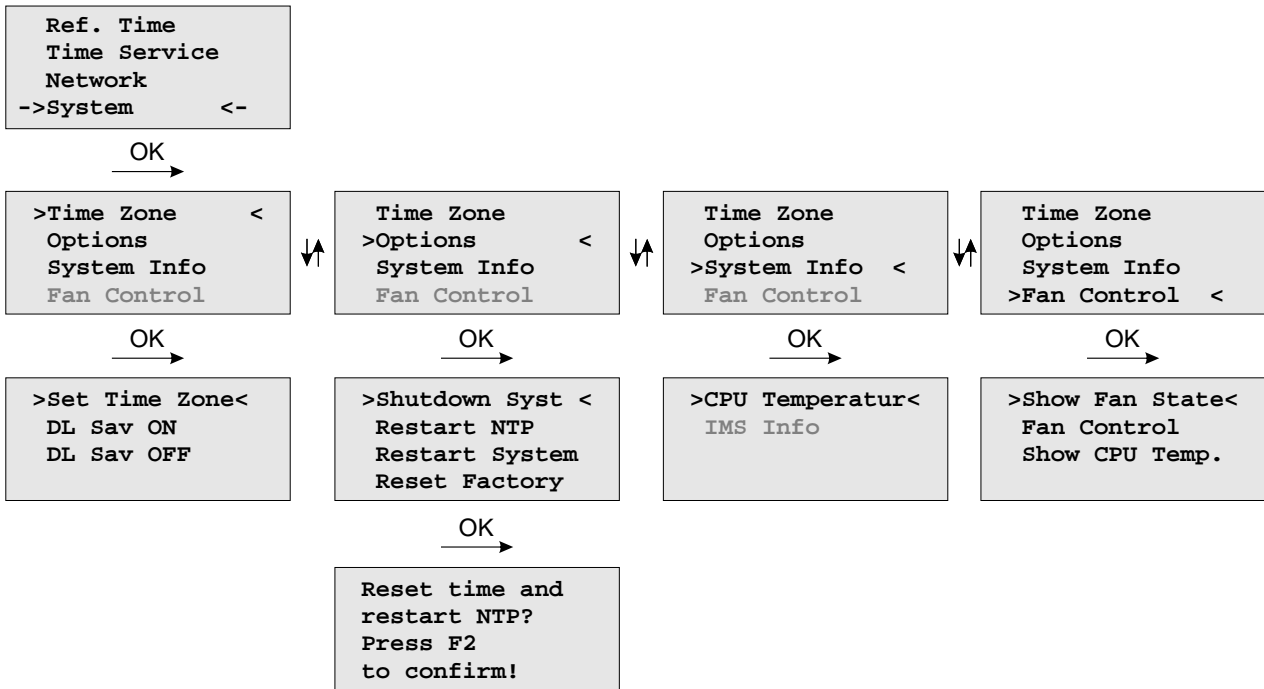 Ref. Time
Time Service
Network
->System <-
OK
>Time Zone <
Options
System Info
Fan Control
Time Zone
>Options <
System Info
Fan Control
Time Zone
Options
>System Info <
Fan Control
Time Zone
Options
System Info
>Fan Control <
OK
OK
OK
OK
>Set Time Zone<
DL Sav ON
DL Sav OFF
>Shutdown Syst <
Restart NTP
Restart System
Reset Factory
>CPU Temperatur<
IMS Info
>Show Fan State<
Fan Control
Show CPU Temp.
OK
Reset time and
restart NTP?
Press F2
to confirm!